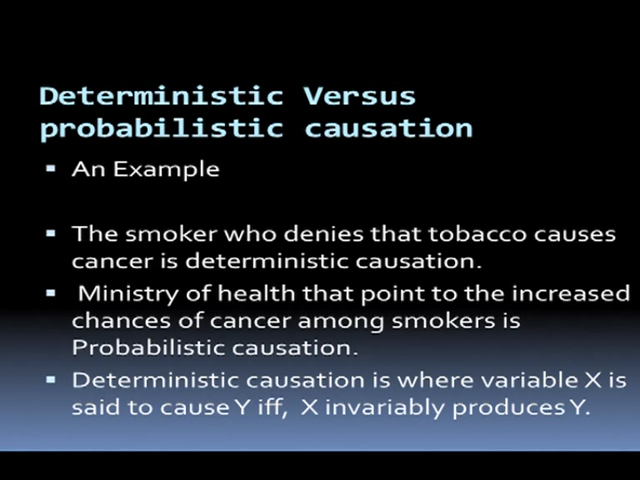 Deterministic Versus
probabilistic causation
An Example
The smoker who denies that tobacco causes
cancer is deterministic causation.
Ministry of health that point to the increased
chances of cancer among smokers is
Probabilistic causation.
Deterministic causation is where variable X is
said to cause Y iff, X invariably produces Y.